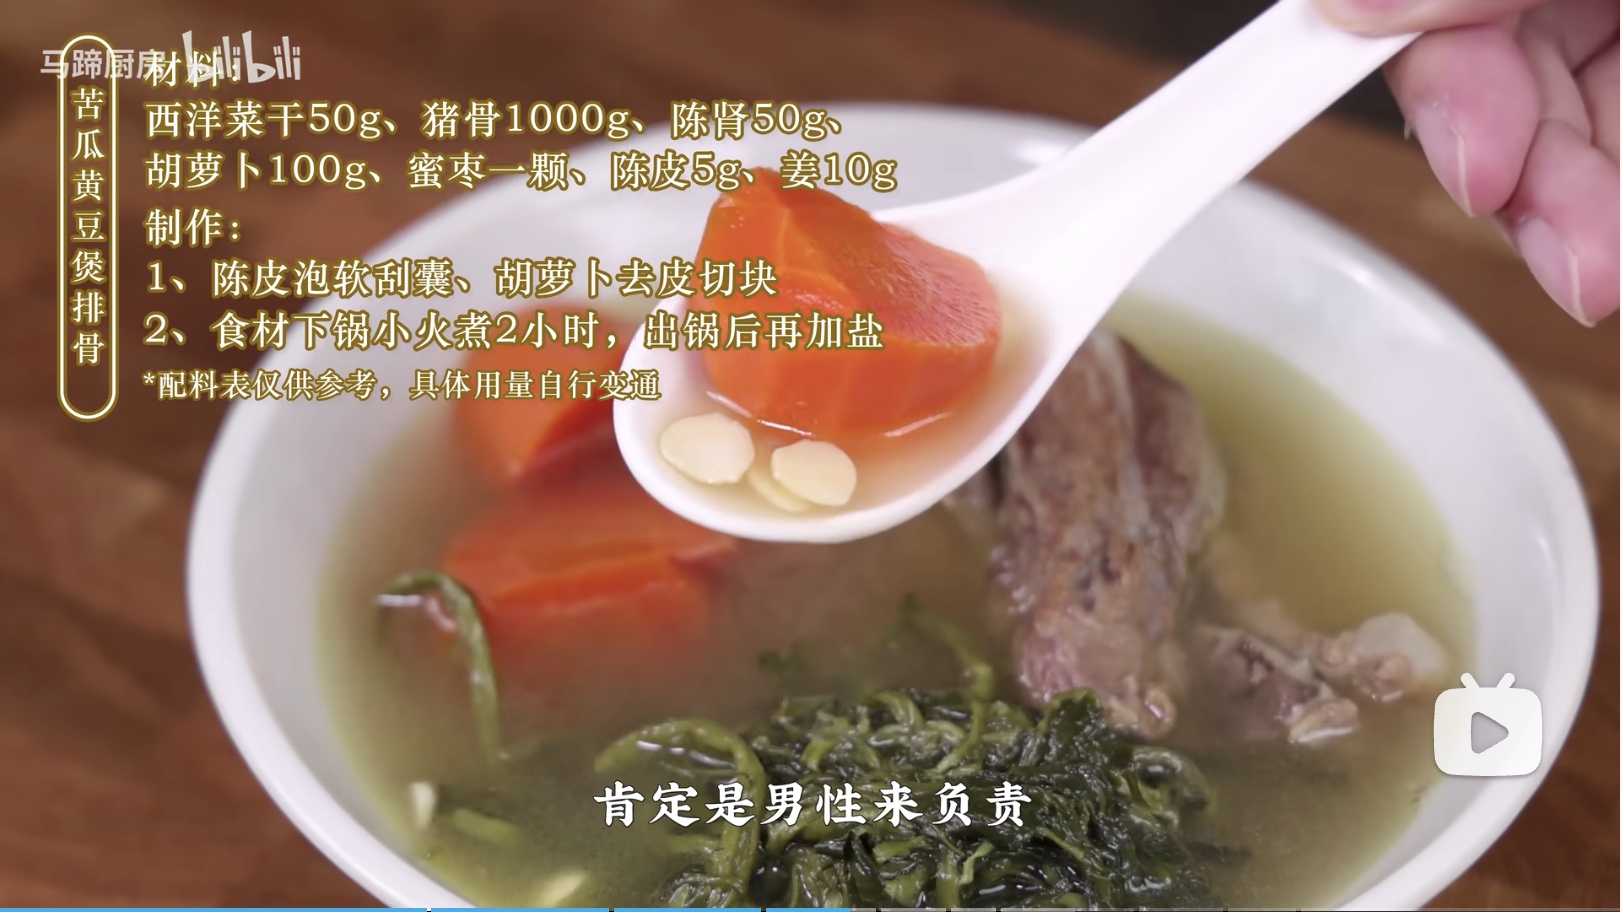 马蹄厨房 bilibili
苦瓜黄豆煲排骨
材料:
西洋菜干50g、猪骨1000g、陈肾50g、
胡萝卜100g、蜜枣一颗、陈皮5g、姜10g
制作:
1、陈皮泡软刮囊、胡萝卜去皮切块
2、食材下锅小火煮2小时，出锅后再加盐
*配料表仅供参考，具体用量自行变通
肯定是男性来负责